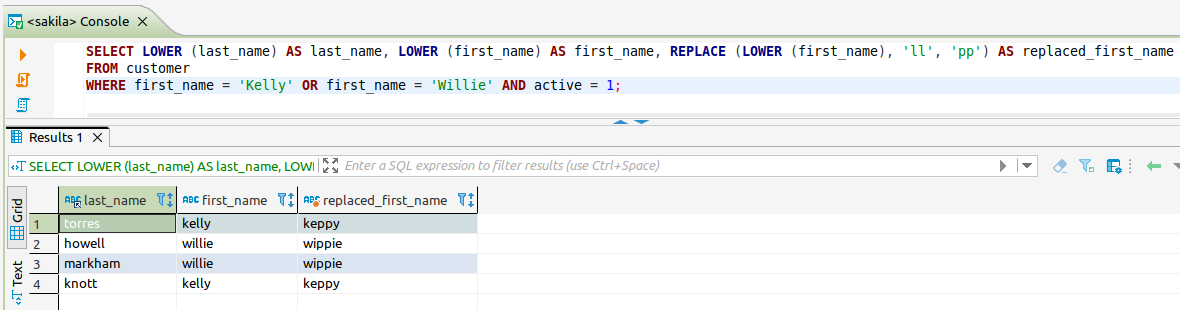 <sakila> Console
SELECT LOWER (last_name) AS last_name, LOWER (first_name) AS first_name, REPLACE (LOWER (first_name), 'll', 'pp') AS replaced_first_name
FROM customer
WHERE first_name = 'Kelly' OR first_name = 'Willie' AND active = 1;
Results 1
SELECT LOWER (last_name) AS last_name, LOWI Enter a SQL expression to filter results (use Ctrl+Space)
Grid
Text
ABC last_name ABC first_name ABC replaced_first_name
1 torres kelly keppy
2 howell willie wippie
3 markham willie wippie
4 knott kelly keppy